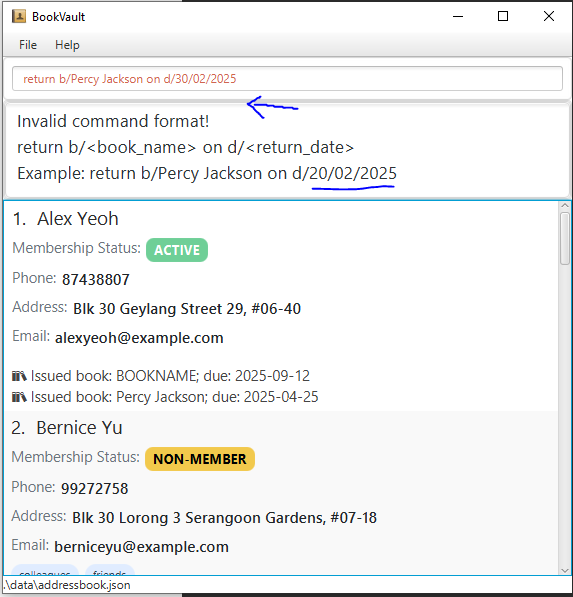 BookVault
File Help
return b/Percy Jackson on d/30/02/2025
Invalid command format!
return b/<book_name> on d/<return_date>
Example: return b/Percy Jackson on d/20/02/2025
1. Alex Yeoh
Membership Status: ACTIVE
Phone: 87438807
Address: Blk 30 Geylang Street 29, #06-40
Email: alexyeoh@example.com
Issued book: BOOKNAME; due: 2025-09-12
Issued book: Percy Jackson; due: 2025-04-25
2. Bernice Yu
Membership Status: NON-MEMBER
Phone: 99272758
Address: Blk 30 Lorong 3 Serangoon Gardens, #07-18
Email: berniceyu@example.com
colleagues friends
.\data\addressbook.json